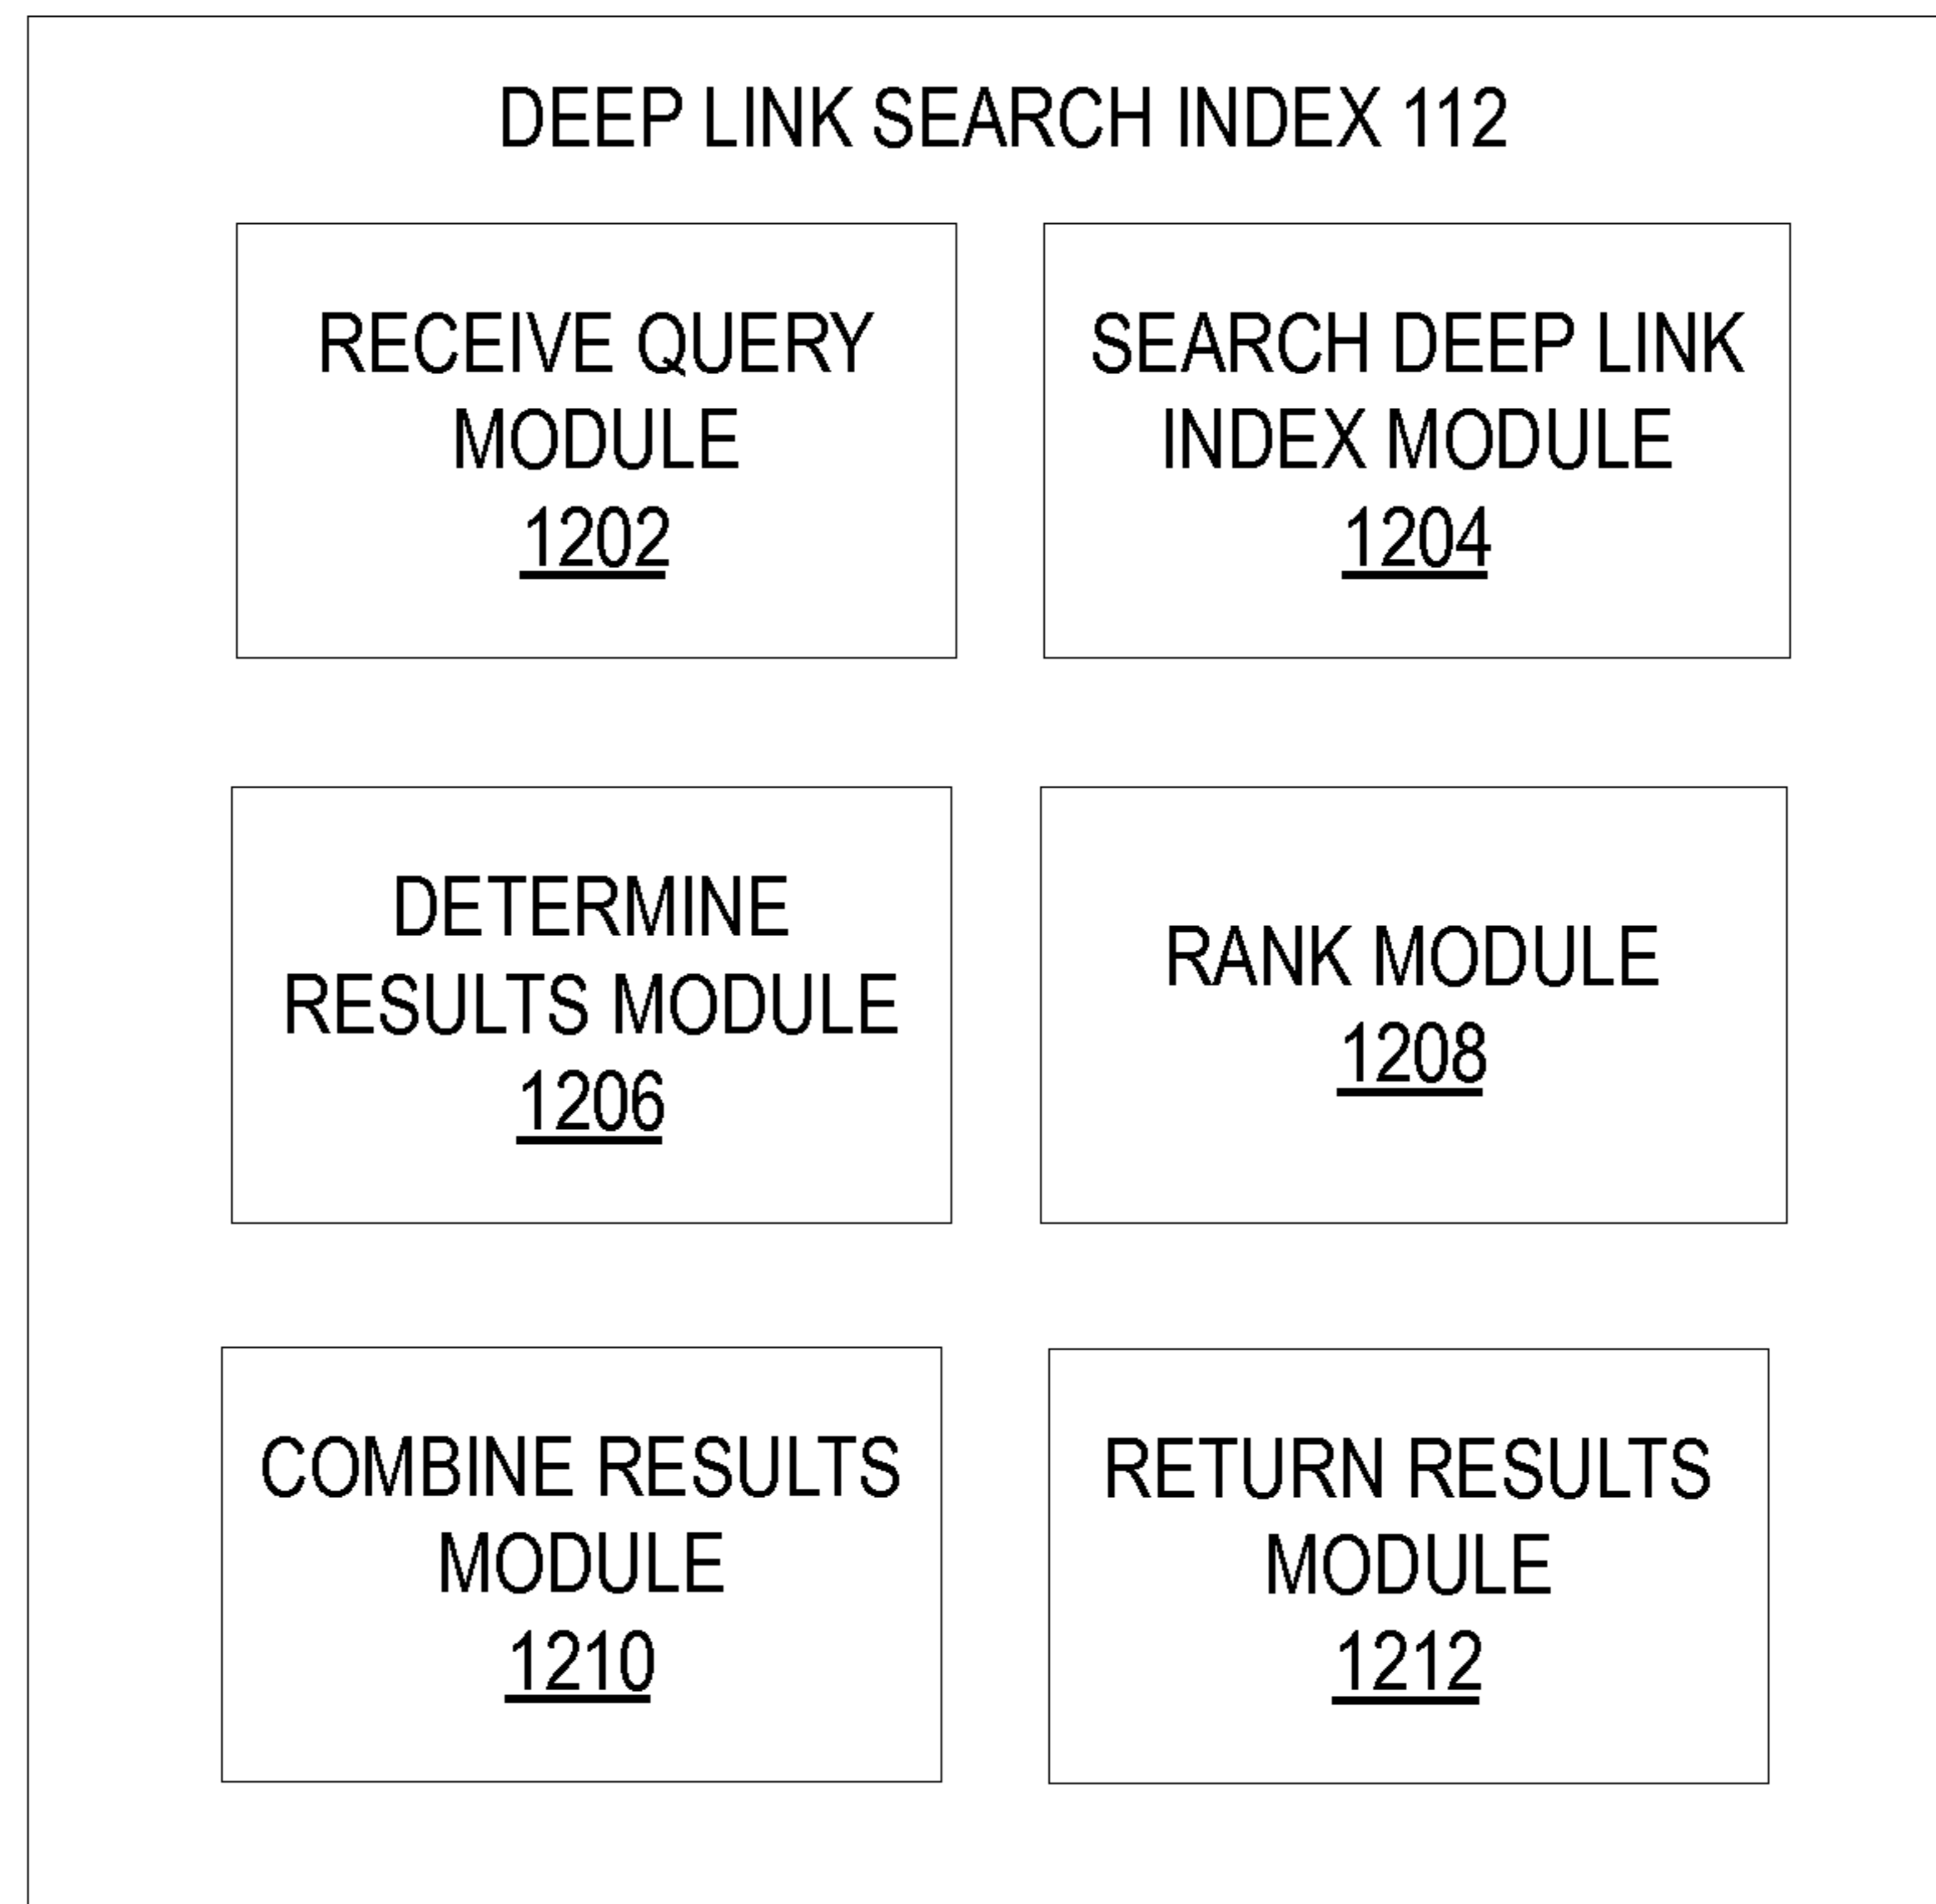 DEEP LINK SEARCH INDEX 112
RECEIVE QUERY
MODULE
1202
SEARCH DEEP LINK
INDEX MODULE
1204
DETERMINE
RESULTS MODULE
1206
RANK MODULE
1208
COMBINE RESULTS
MODULE
1210
RETURN RESULTS
MODULE
1212